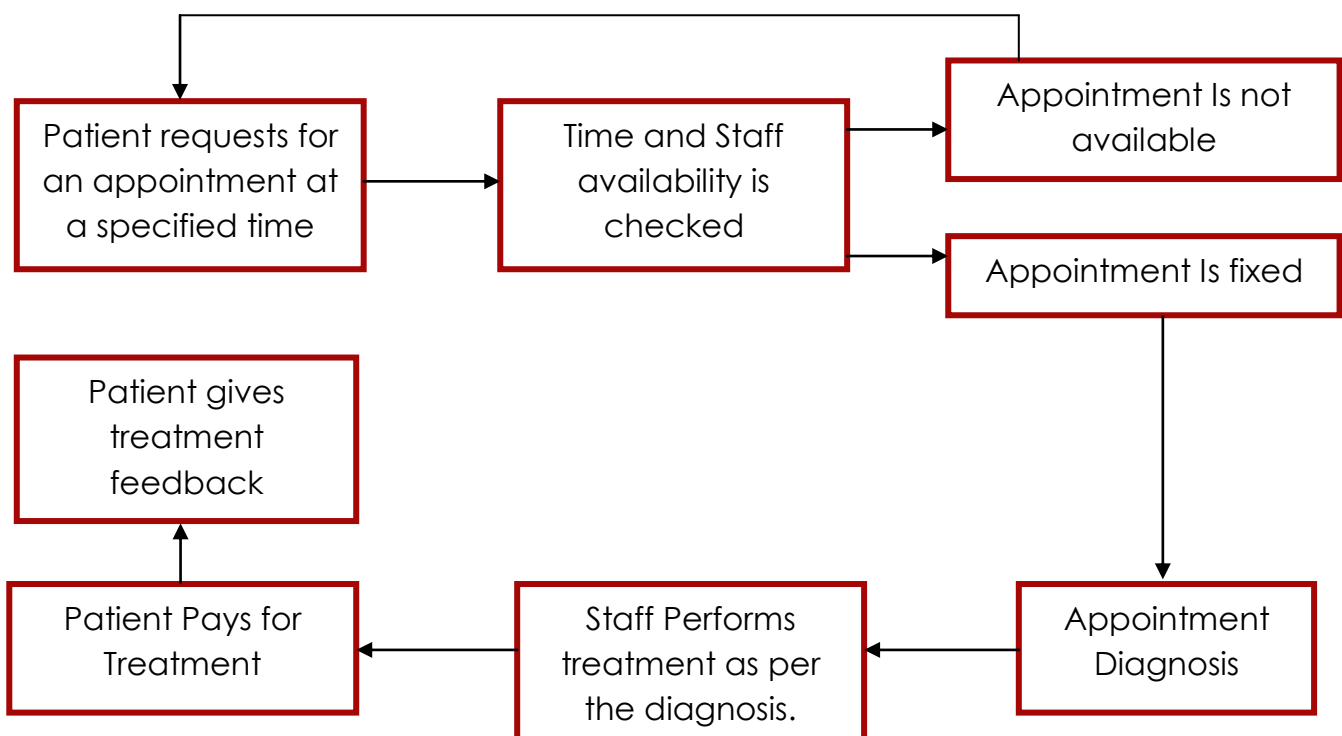 Patient requests for
an appointment at
a specified time
Time and Staff
availability is
checked
Appointment Is not
available
Appointment Is fixed
Patient gives
treatment
feedback
Patient Pays for
Treatment
Staff Performs
treatment as per
the diagnosis.
Appointment
Diagnosis